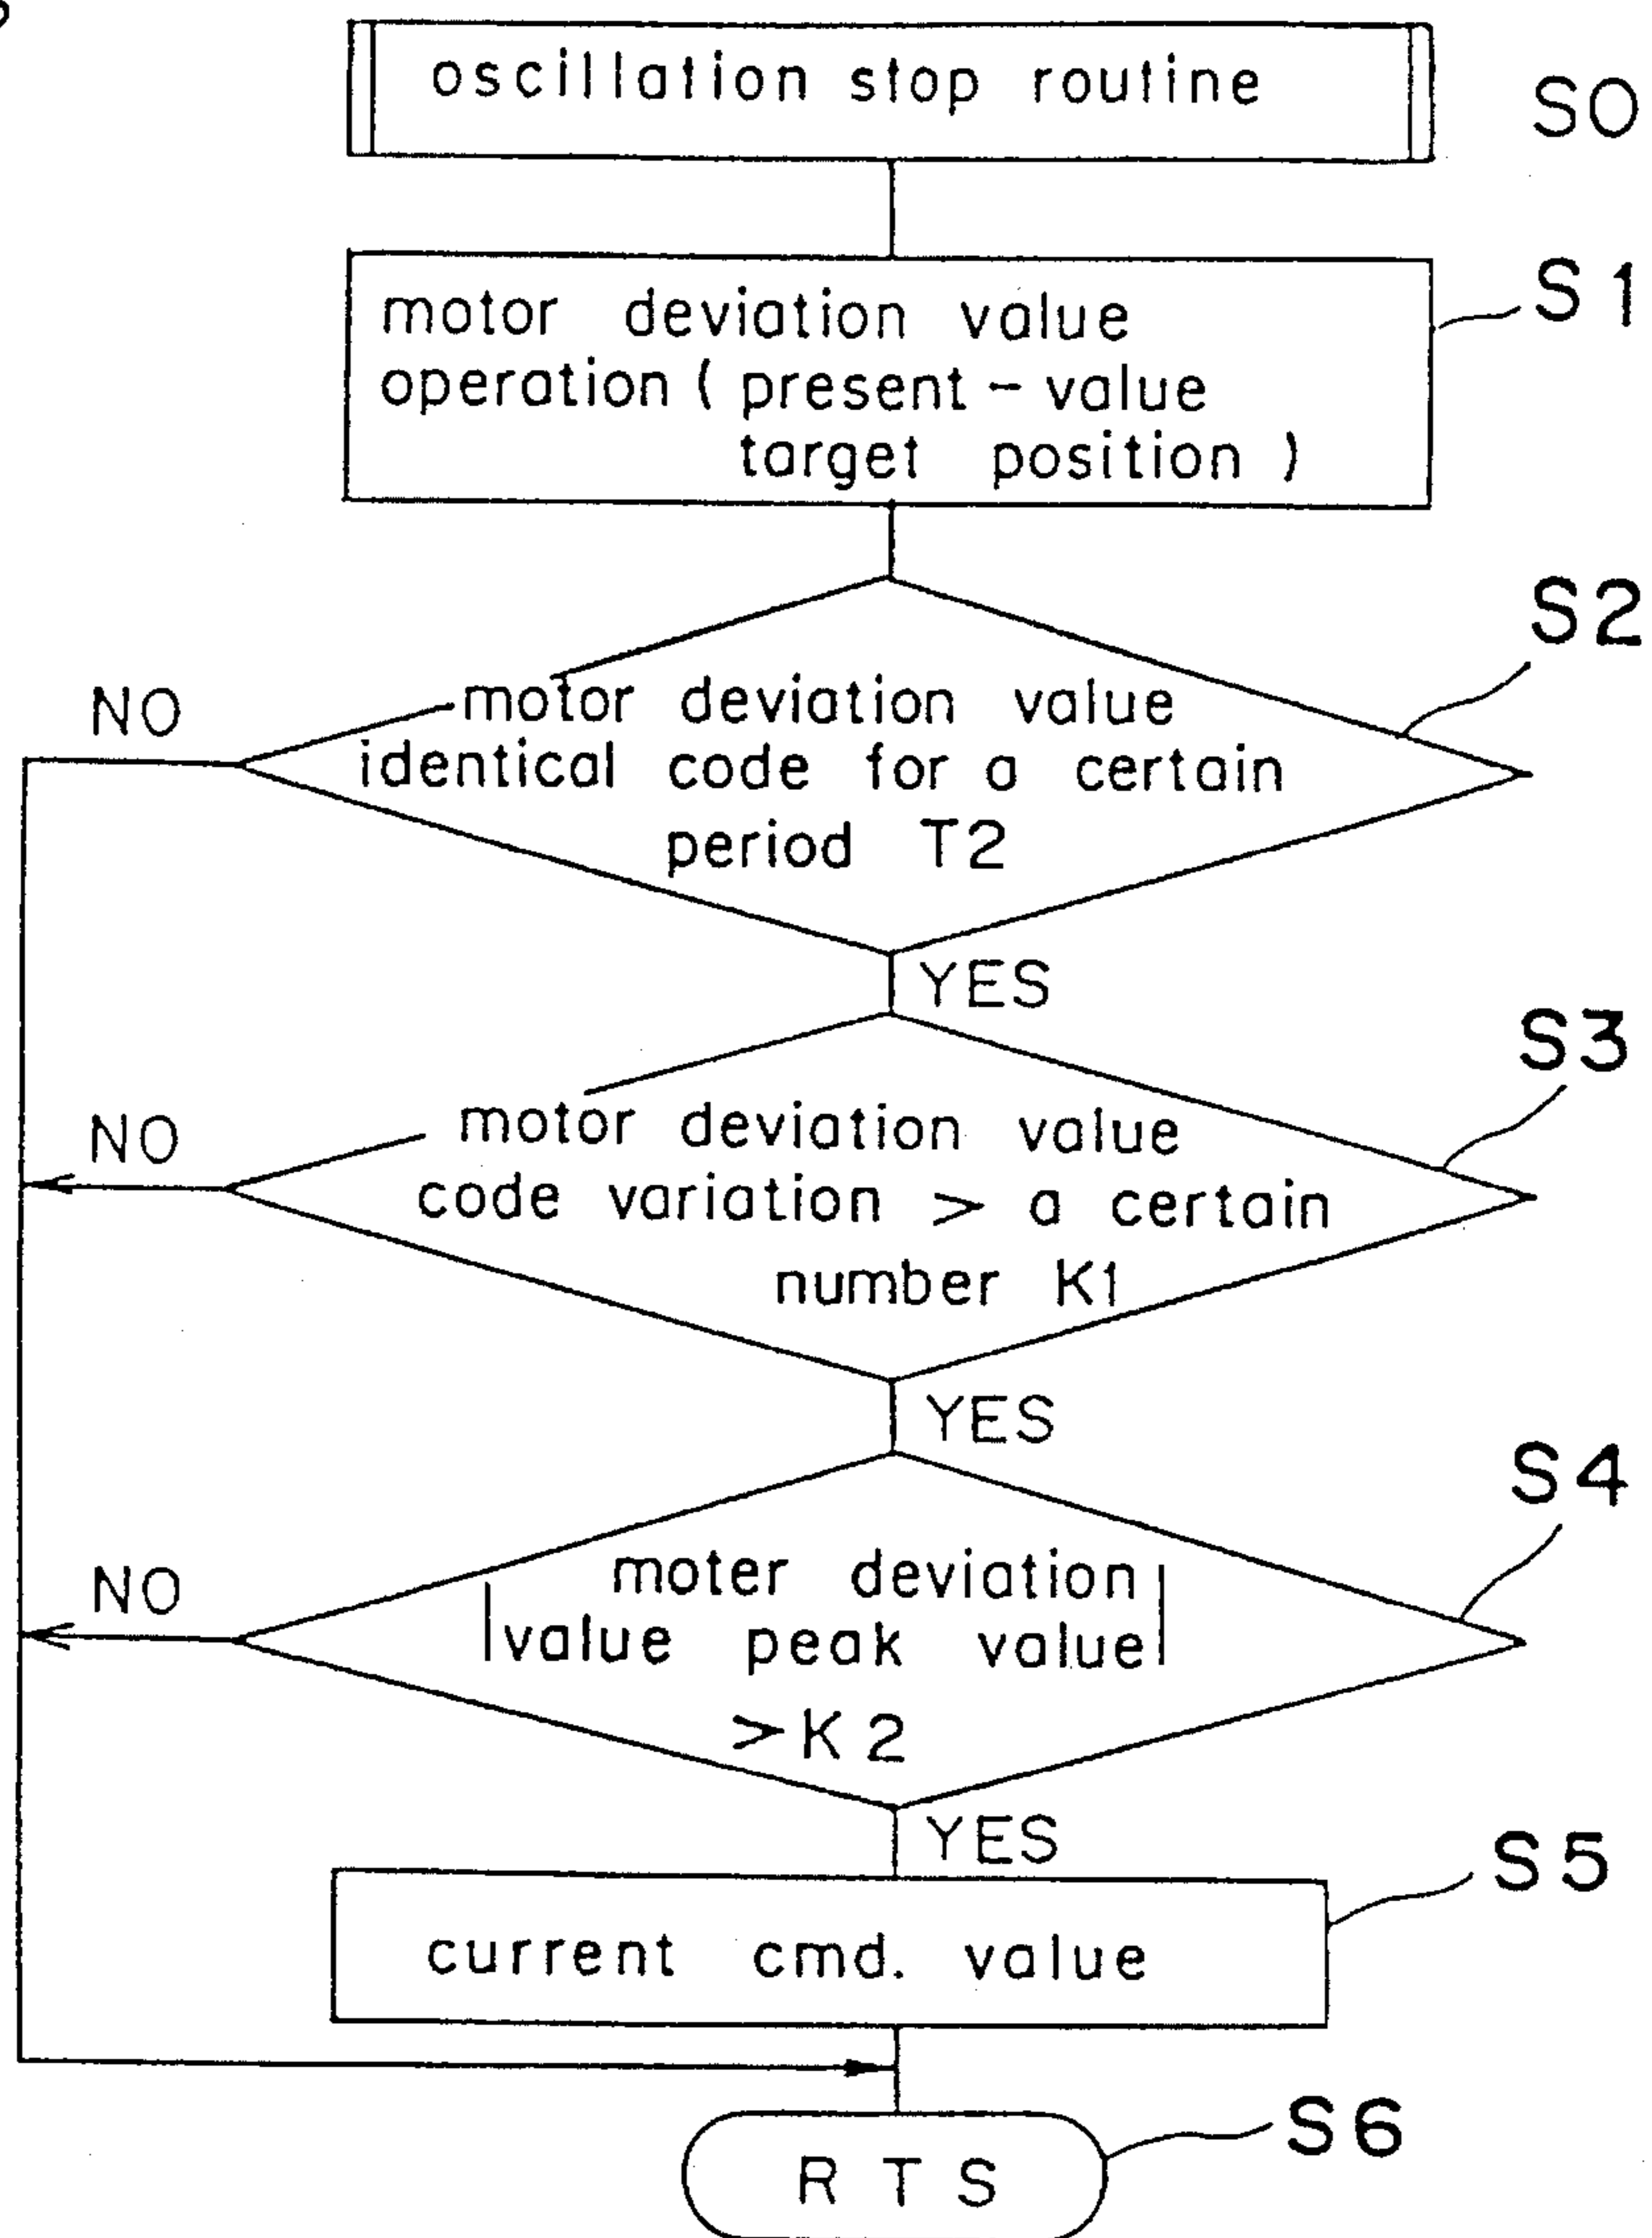 oscillation stop routine
S0
motor deviation value
operation ( present - value
target position )
S1
S2
motor deviation value
identical code for a certain
period T2
NO
YES
S3
motor deviation value
code variation > a certain
number K1
NO
YES
S4
moter deviation
|value peak value|
>K2
NO
YES
S5
current cmd. value
S6
RTS